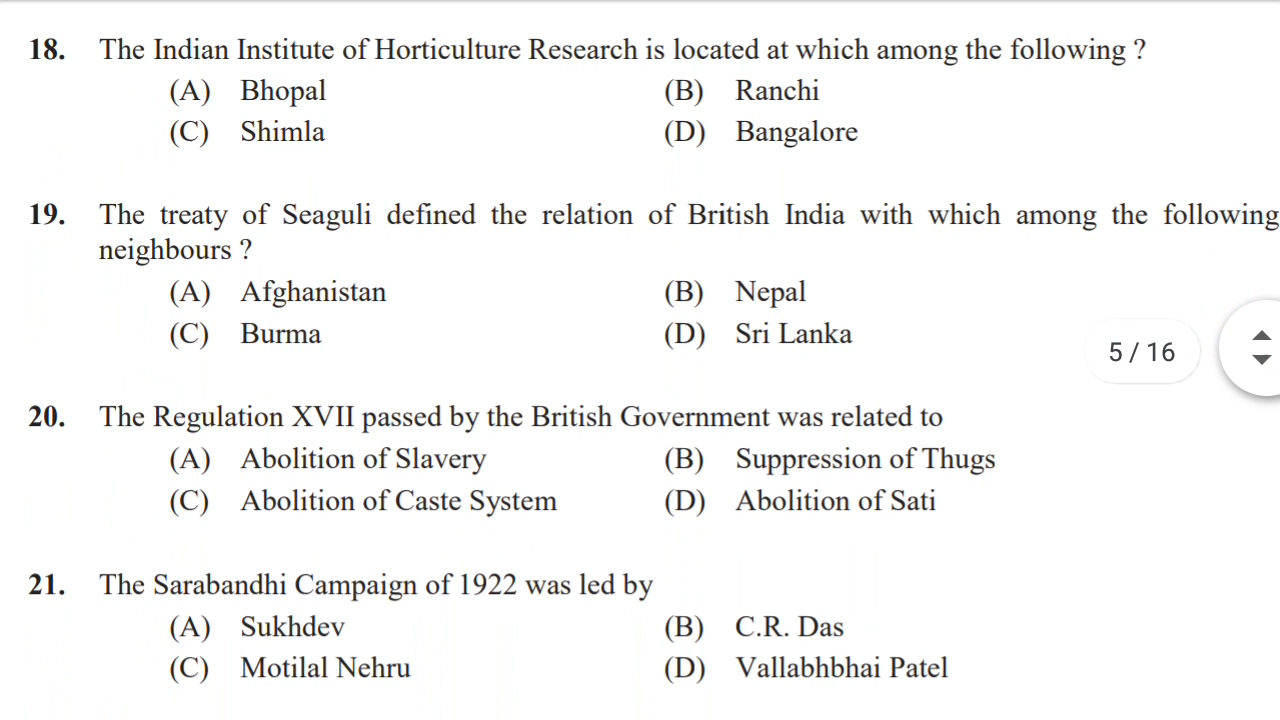 18. The Indian Institute of Horticulture Research is located at which among the following ?
(A) Bhopal (B) Ranchi
(C) Shimla (D) Bangalore
19. The treaty of Seaguli defined the relation of British India with which among the following
neighbours ?
(A) Afghanistan (B) Nepal
(C) Burma (D) Sri Lanka
5 / 16
20. The Regulation XVII passed by the British Government was related to
(A) Abolition of Slavery (B) Suppression of Thugs
(C) Abolition of Caste System (D) Abolition of Sati
21. The Sarabandhi Campaign of 1922 was led by
(A) Sukhdev (B) C.R. Das
(C) Motilal Nehru (D) Vallabhbhai Patel